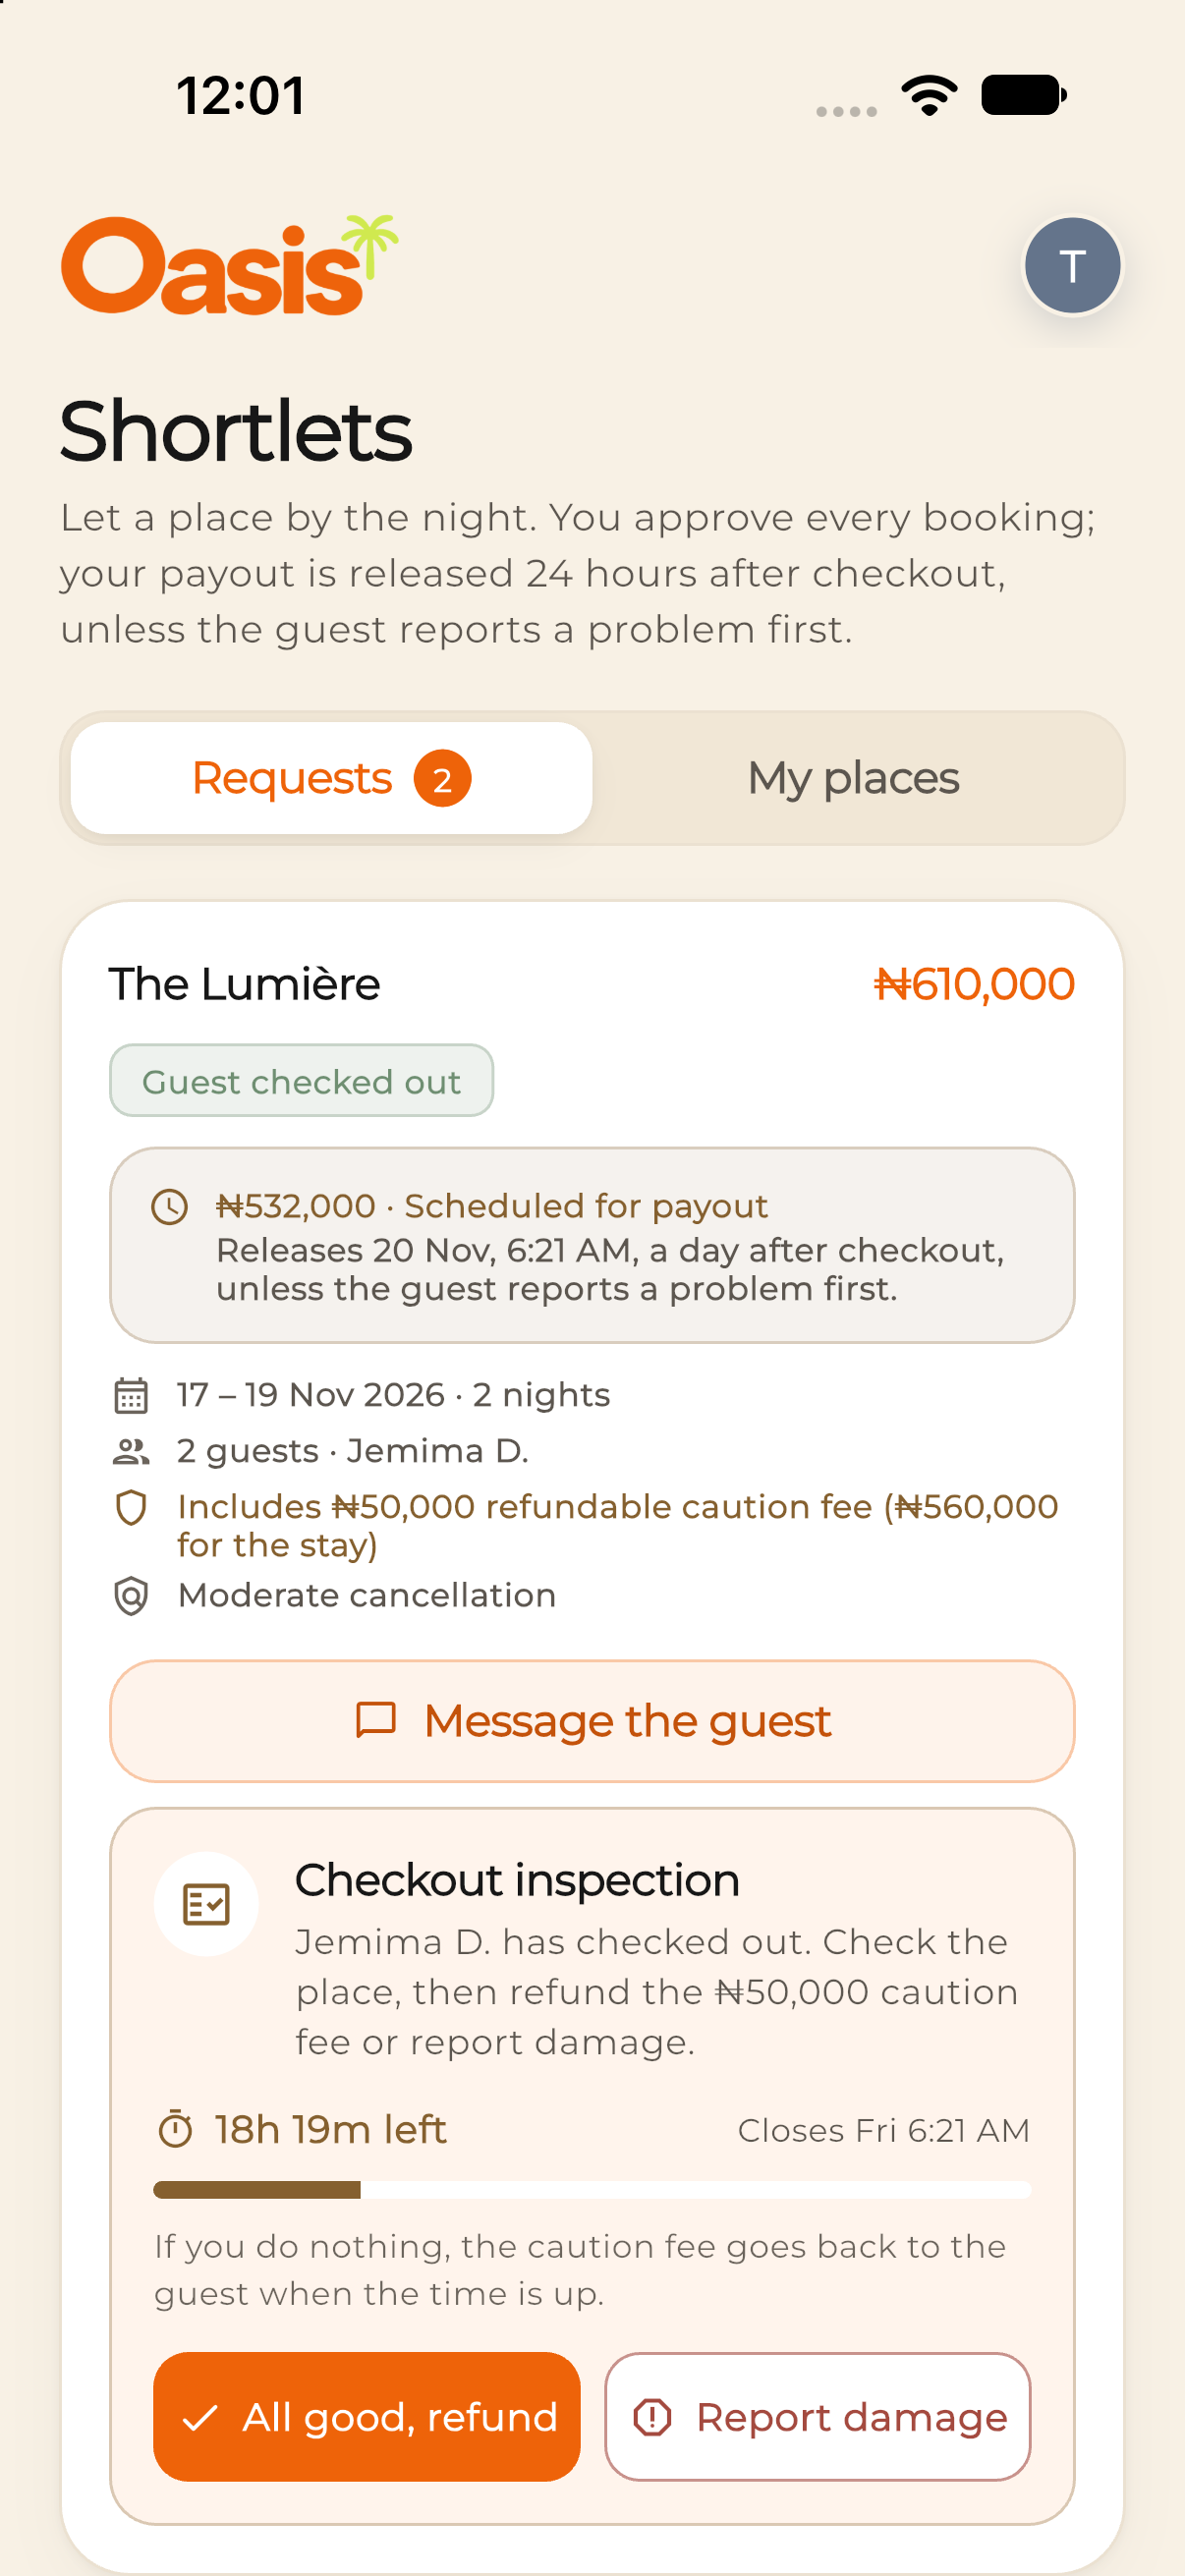 12:01
Oasis
T
Shortlets
Let a place by the night. You approve every booking;
your payout is released 24 hours after checkout,
unless the guest reports a problem first.
Requests 2
My places
The Lumière
₦610,000
Guest checked out
₦532,000 · Scheduled for payout
Releases 20 Nov, 6:21 AM, a day after checkout,
unless the guest reports a problem first.
17 – 19 Nov 2026 · 2 nights
2 guests · Jemima D.
Includes ₦50,000 refundable caution fee (₦560,000
for the stay)
Moderate cancellation
Message the guest
Checkout inspection
Jemima D. has checked out. Check the
place, then refund the ₦50,000 caution
fee or report damage.
18h 19m left
Closes Fri 6:21 AM
If you do nothing, the caution fee goes back to the
guest when the time is up.
All good, refund
Report damage